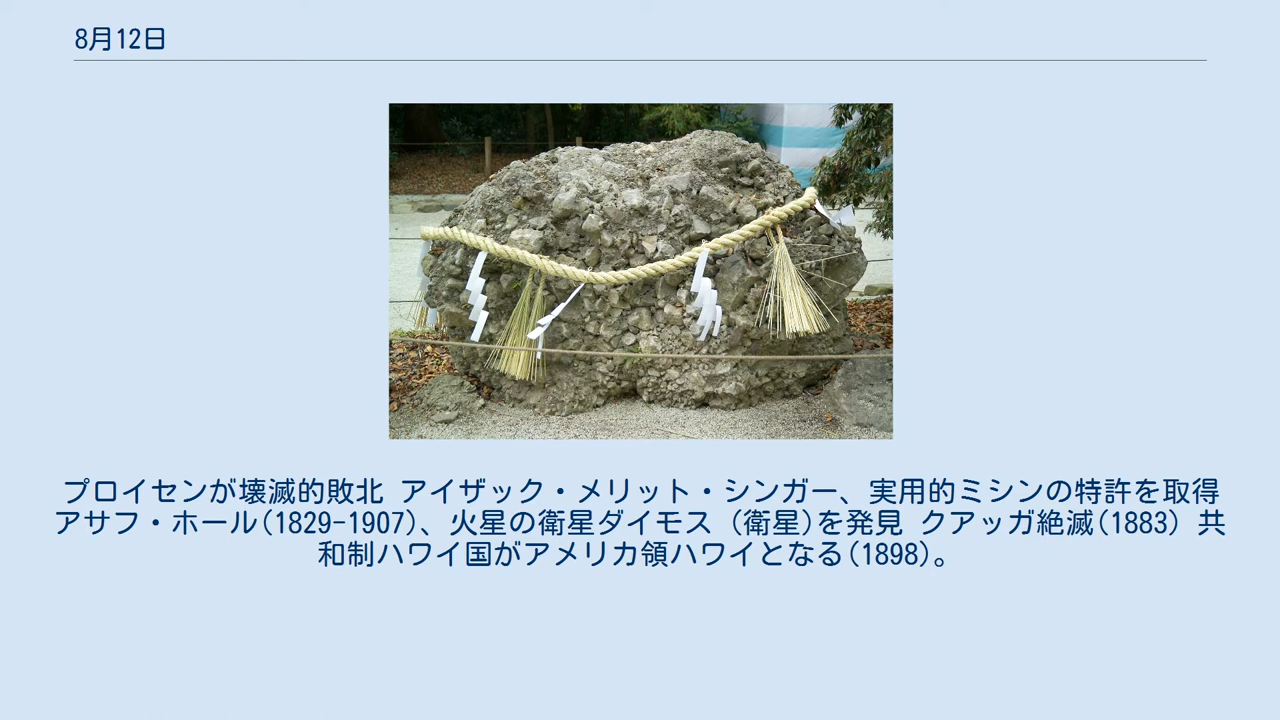 8月12日
プロイセンが壊滅的敗北 アイザック・メリット・シンガー、実用的ミシンの特許を取得
アサフ・ホール(1829-1907)、火星の衛星ダイモス (衛星)を発見 クアッガ絶滅(1883) 共
和制ハワイ国がアメリカ領ハワイとなる(1898)。